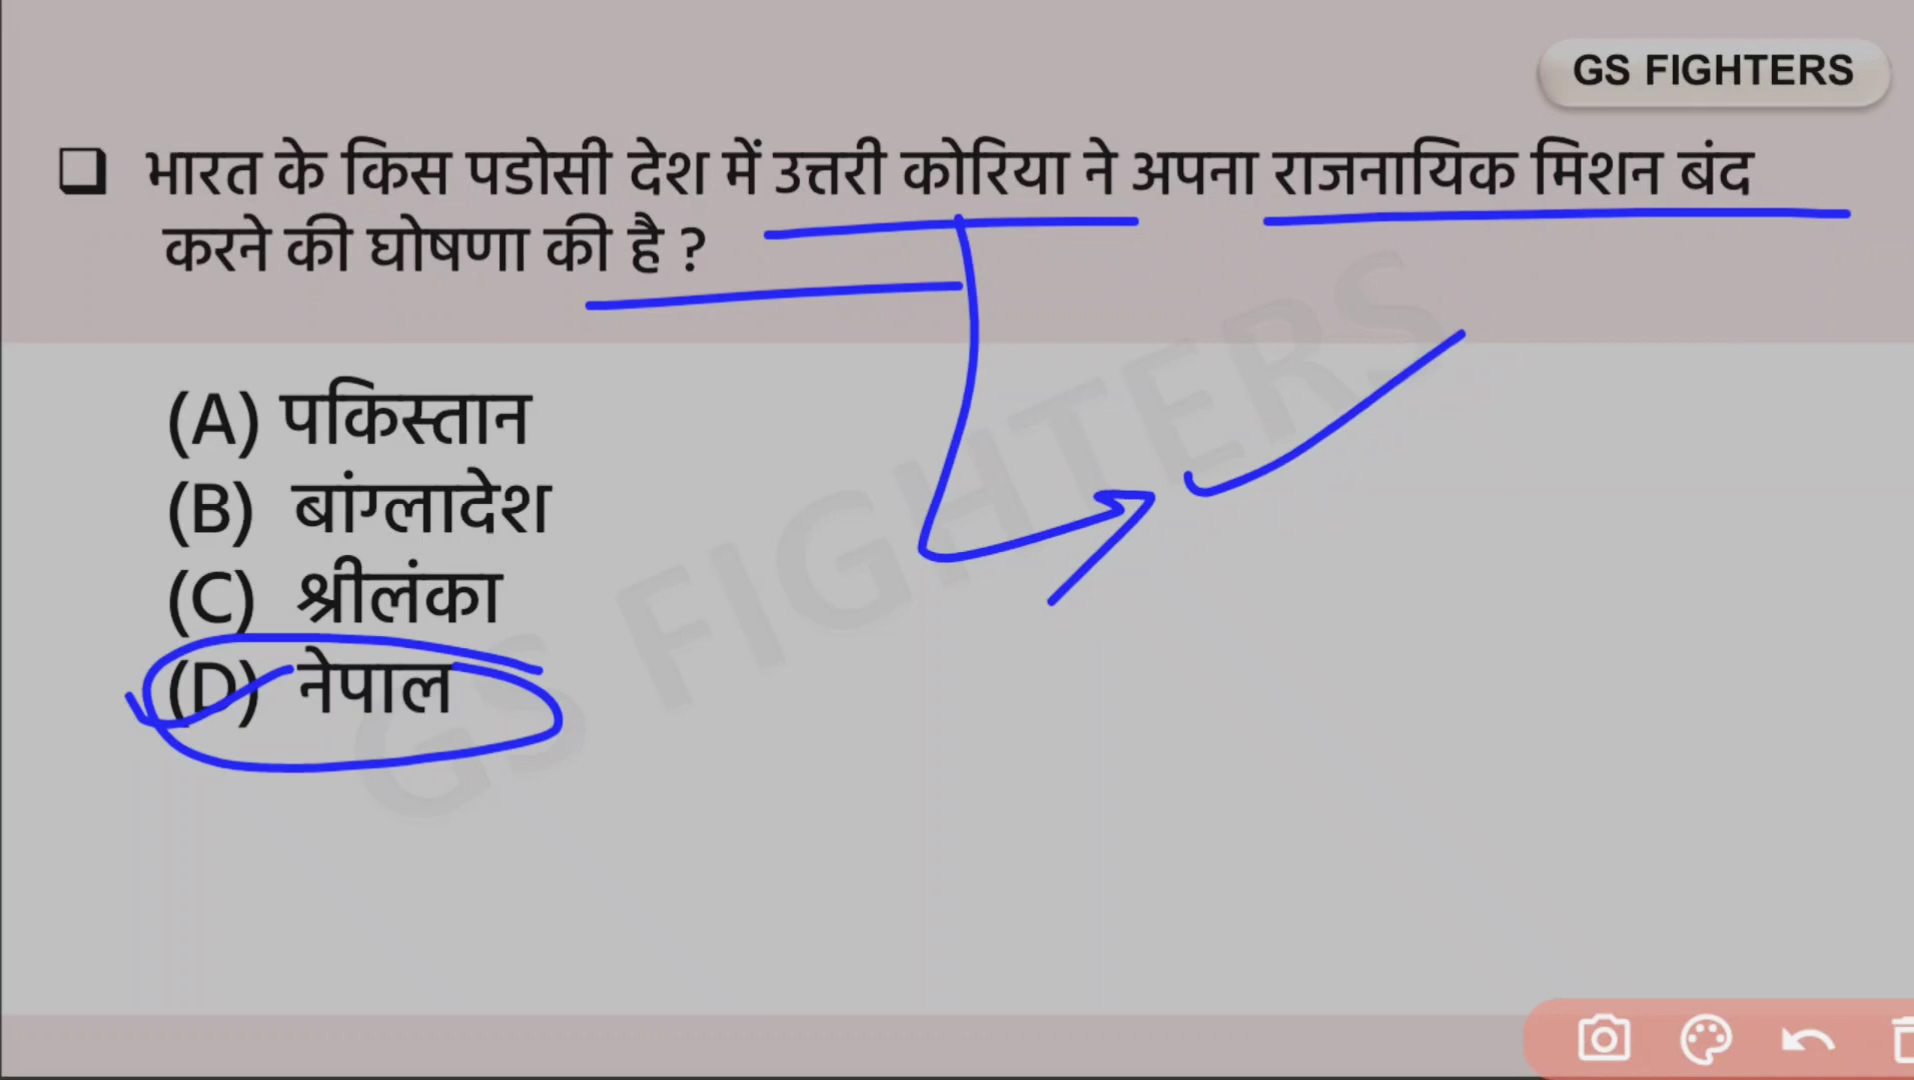 GS FIGHTERS
❑ भारत के किस पडोसी देश में उत्तरी कोरिया ने अपना राजनायिक मिशन बंद
करने की घोषणा की है ?
(A) पकिस्तान
(B) बांग्लादेश
(C) श्रीलंका
(D) नेपाल
GS FIGHTERS